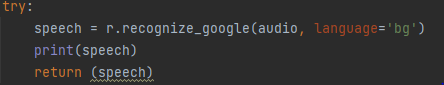 try:
speech = r.recognize_google(audio, language='bg')
print(speech)
return (speech)